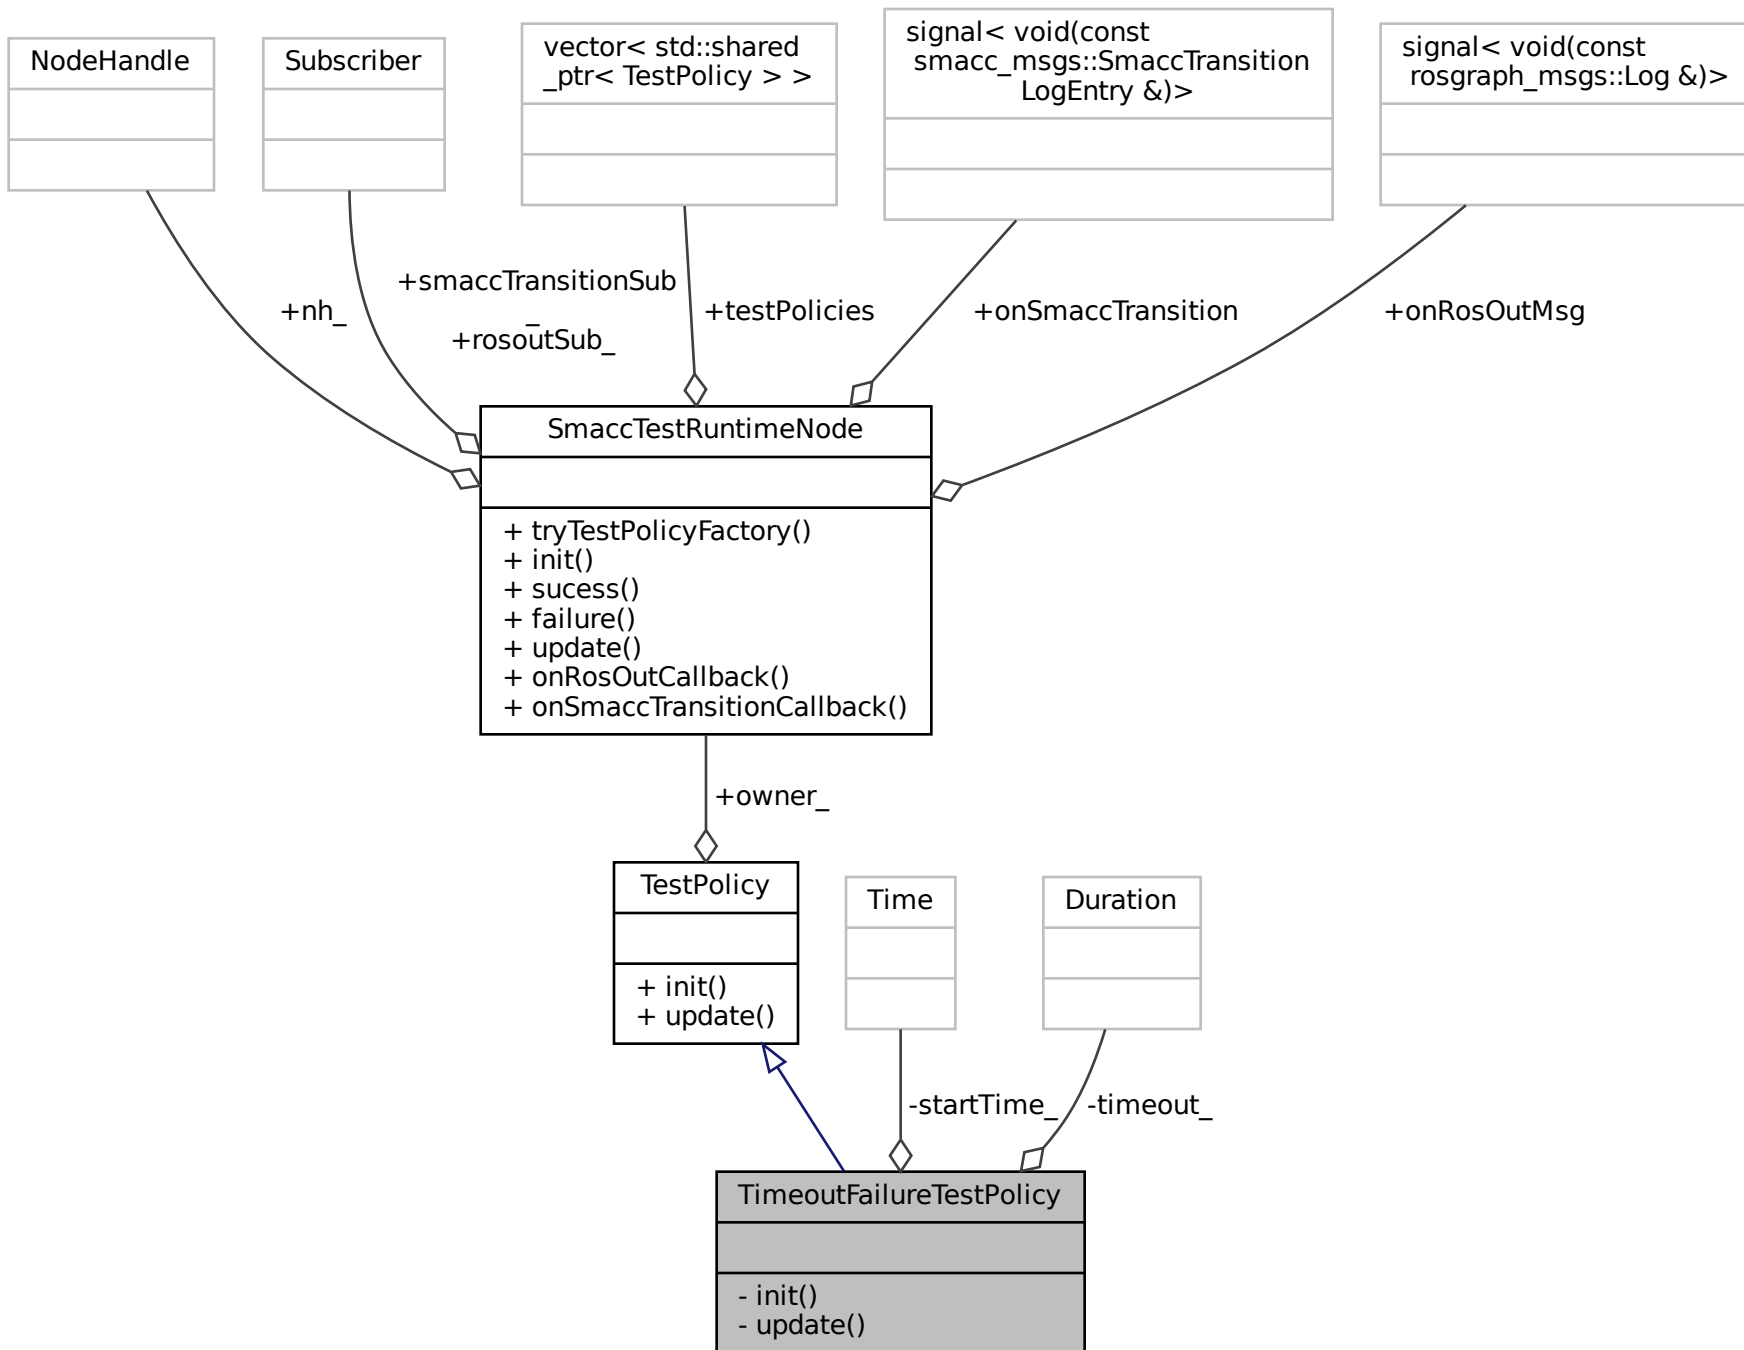 NodeHandle
Subscriber
vector< std::shared
_ptr< TestPolicy > >
signal< void(const
smacc_msgs::SmaccTransition
LogEntry &)>
signal< void(const
rosgraph_msgs::Log &)>
+nh_
+smaccTransitionSub
_
+rosoutSub_
+testPolicies
+onSmaccTransition
+onRosOutMsg
SmaccTestRuntimeNode
+ tryTestPolicyFactory()
+ init()
+ sucess()
+ failure()
+ update()
+ onRosOutCallback()
+ onSmaccTransitionCallback()
+owner_
TestPolicy
+ init()
+ update()
Time
Duration
-startTime_
-timeout_
TimeoutFailureTestPolicy
- init()
- update()